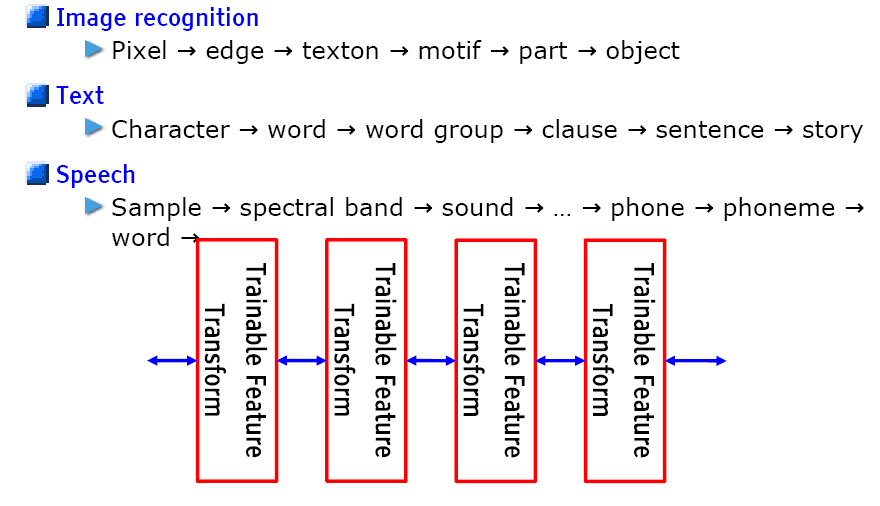 Image recognition
Pixel → edge → texton → motif → part → object
Text
Character → word → word group → clause → sentence → story
Speech
Sample → spectral band → sound → … → phone → phoneme →
word →
Trainable Feature
Transform
Trainable Feature
Transform
Trainable Feature
Transform
Trainable Feature
Transform